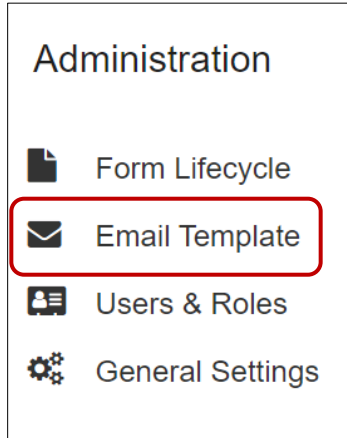 Administration
Form Lifecycle
Email Template
Users & Roles
General Settings